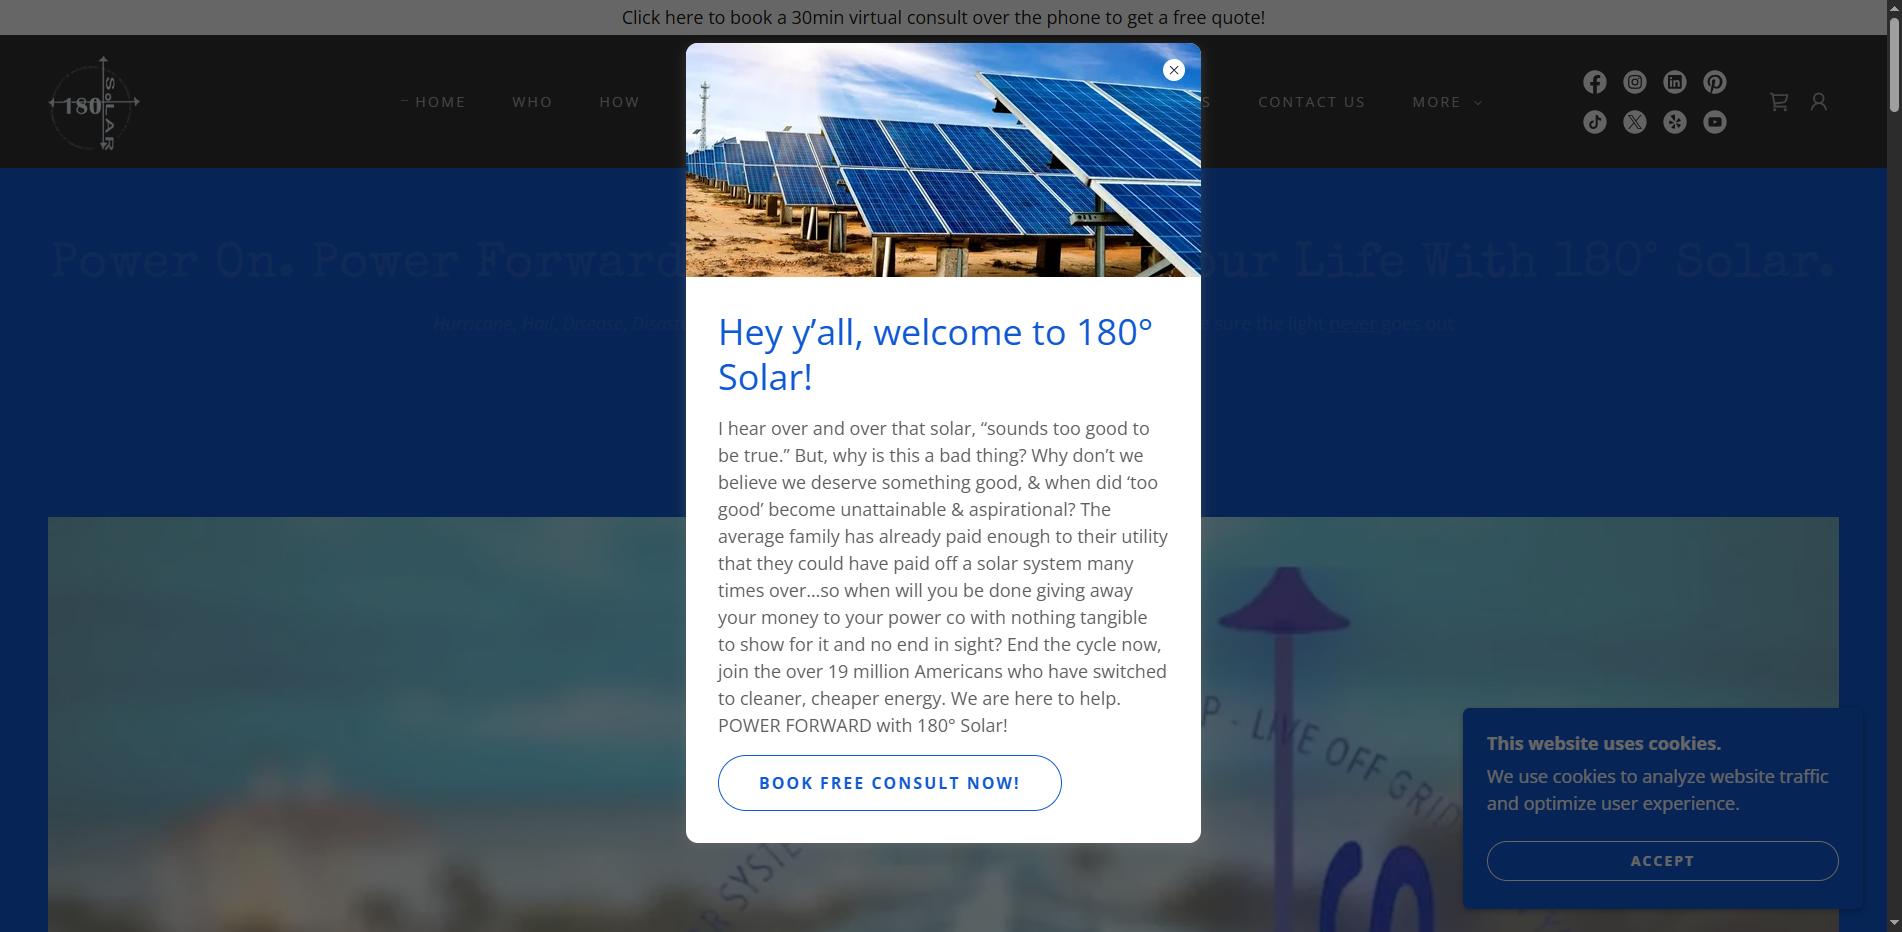 Click here to book a 30min virtual consult over the phone to get a free quote!
180
SOLAR
HOME
WHO
HOW
CONTACT US
MORE
Power On. Power Forward
our Life With 180° Solar.
Hurricane, Hail, Disease,
sure the light never goes out
Hey y’all, welcome to 180°
Solar!
I hear over and over that solar, “sounds too good to
be true.” But, why is this a bad thing? Why don’t we
believe we deserve something good, & when did ‘too
good’ become unattainable & aspirational? The
average family has already paid enough to their utility
that they could have paid off a solar system many
times over...so when will you be done giving away
your money to your power co with nothing tangible
to show for it and no end in sight? End the cycle now,
join the over 19 million Americans who have switched
to cleaner, cheaper energy. We are here to help.
POWER FORWARD with 180° Solar!
BOOK FREE CONSULT NOW!
P - LIVE OFF GRID
This website uses cookies.
We use cookies to analyze website traffic
and optimize user experience.
ACCEPT